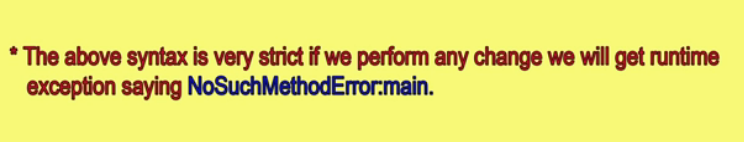 * The above syntax is very strict if we perform any change we will get runtime
exception saying NoSuchMethodError:main.